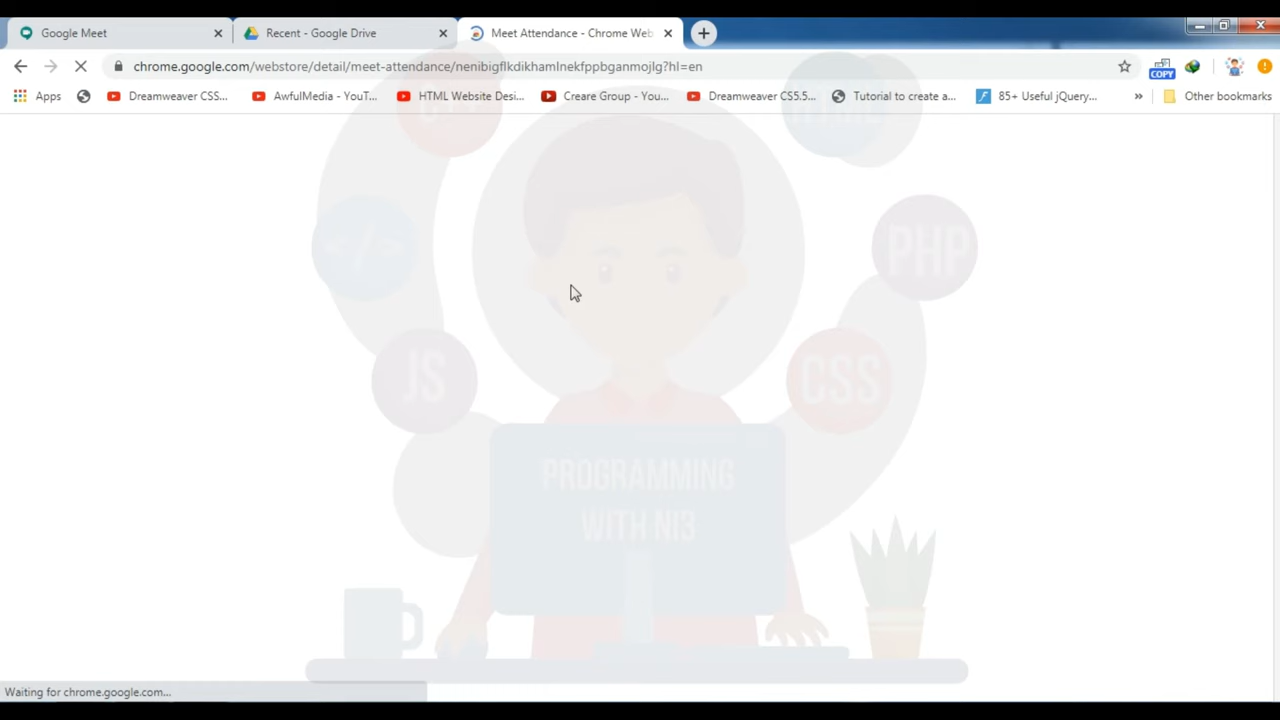 Google Meet
Recent - Google Drive
Meet Attendance - Chrome Web
chrome.google.com/webstore/detail/meet-attendance/nenibigflkdikhamlnekfppbganmojlg?hl=en
COPY
Apps
Dreamweaver CSS...
AwfulMedia - YouT...
HTML Website Desi...
Creare Group - You...
Dreamweaver CS5.5...
Tutorial to create a...
85+ Useful jQuery...
»
Other bookmarks
HTML
</>
PHP
JS
CSS
PROGRAMMING
WITH NI3
Waiting for chrome.google.com...